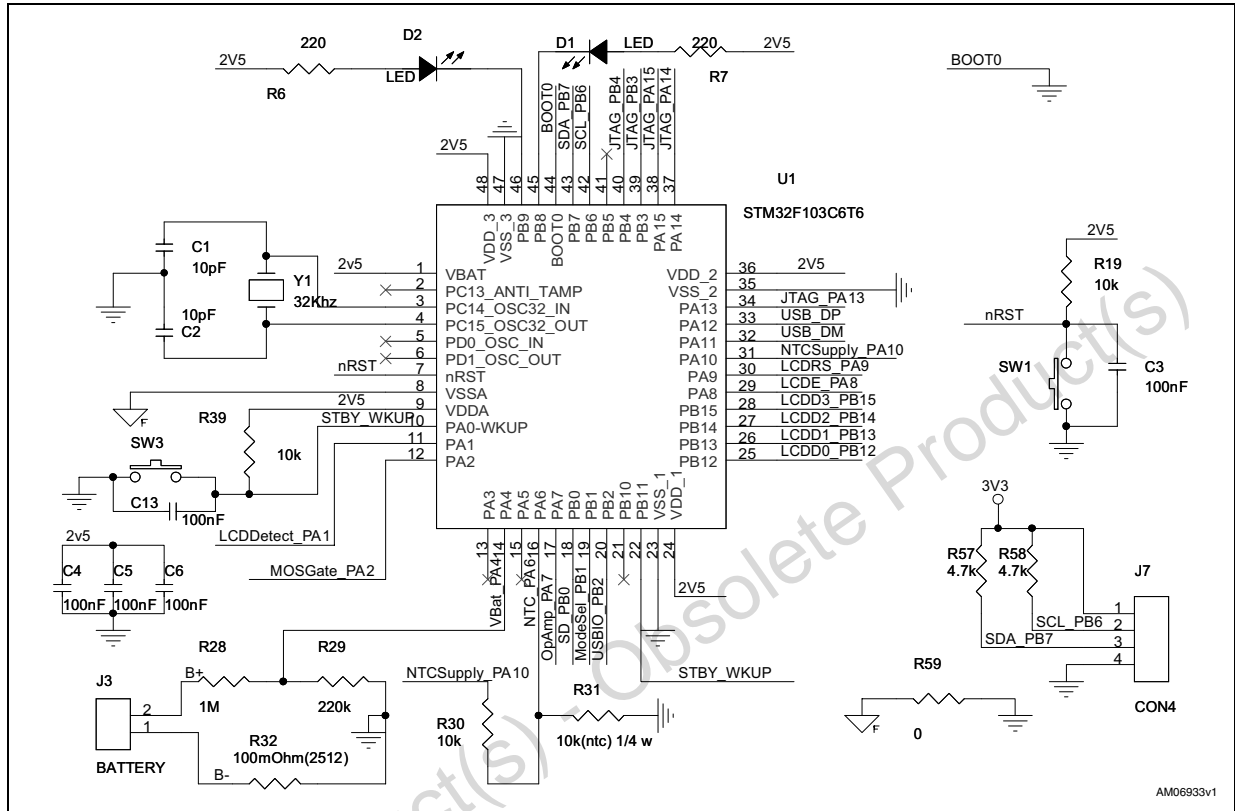 2V5
220
R6
D2
LED
D1
LED
220
R7
2V5
BOOT0
BOOT0
SDA_PB7
SCL_PB6
JTAG_PB4
JTAG_PB3
JTAG_PA15
JTAG_PA14
2V5
48
47
46
45
44
43
42
41
40
39
38
37
U1
STM32F103C6T6
VDD_3
VSS_3
PB9
PB8
BOOT0
PB7
PB6
PB5
PB4
PB3
PA15
PA14
C1
10pF
10pF
C2
Y1
32Khz
2v5
1 VBAT
2 PC13_ANTI_TAMP
3 PC14_OSC32_IN
4 PC15_OSC32_OUT
5 PD0_OSC_IN
6 PD1_OSC_OUT
nRST 7 nRST
8 VSSA
2V5 9 VDDA
STBY_WKUP 10 PA0-WKUP
11 PA1
12 PA2
VDD_2 36 2V5
VSS_2 35
PA13 34 JTAG_PA13
PA12 33 USB_DP
PA11 32 USB_DM
PA10 31 NTCSupply_PA10
PA9 30 LCDRS_PA9
PA8 29 LCDE_PA8
PB15 28 LCDD3_PB15
PB14 27 LCDD2_PB14
PB13 26 LCDD1_PB13
PB12 25 LCDD0_PB12
2V5
R19
10k
nRST
SW1
C3
100nF
F
R39
10k
SW3
C13
100nF
LCDDetect_PA1
MOSGate_PA2
2v5
C4
100nF
C5
100nF
C6
100nF
PA3
PA4
PA5
PA6
PA7
PB0
PB1
PB2
PB10
PB11
VSS_1
VDD_1
13
14
15
16
17
18
19
20
21
22
23
24
VBat_PA4
NTC_PA6
OpAmp_PA7
SD_PB0
ModeSel_PB1
USBIO_PB2
2V5
STBY_WKUP
3V3
R57
4.7k
R58
4.7k
J7
1
SCL_PB6 2
SDA_PB7 3
4
CON4
R59
0
F
R28
1M
R29
220k
J3
B+
2
1
B-
BATTERY
R32
100mOhm(2512)
NTCSupply_PA10
R30
10k
R31
10k(ntc) 1/4 w
Product(s) - Obsolete Product(s)
AM06933v1